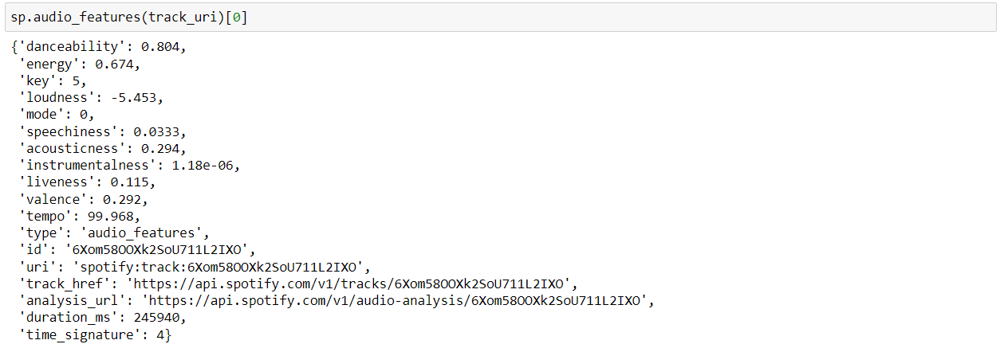 sp.audio_features(track_uri)[0]
{'danceability': 0.804,
 'energy': 0.674,
 'key': 5,
 'loudness': -5.453,
 'mode': 0,
 'speechiness': 0.0333,
 'acousticness': 0.294,
 'instrumentalness': 1.18e-06,
 'liveness': 0.115,
 'valence': 0.292,
 'tempo': 99.968,
 'type': 'audio_features',
 'id': '6Xom58OOXk2SoU711L2IXO',
 'uri': 'spotify:track:6Xom58OOXk2SoU711L2IXO',
 'track_href': 'https://api.spotify.com/v1/tracks/6Xom58OOXk2SoU711L2IXO',
 'analysis_url': 'https://api.spotify.com/v1/audio-analysis/6Xom58OOXk2SoU711L2IXO',
 'duration_ms': 245940,
 'time_signature': 4}